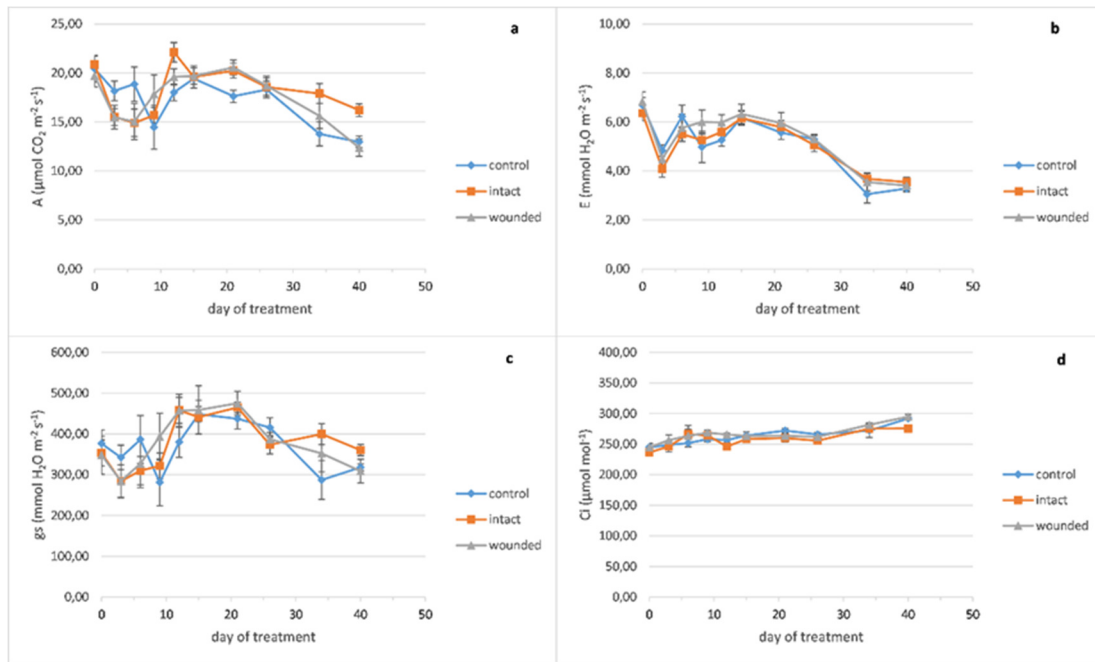 a
25,00
20,00
15,00
10,00
5,00
0,00
A (µmol CO₂ m⁻² s⁻¹)
0 10 20 30 40 50
day of treatment
control
intact
wounded
b
10,00
8,00
6,00
4,00
2,00
0,00
E (mmol H₂O m⁻² s⁻¹)
0 10 20 30 40 50
day of treatment
control
intact
wounded
c
600,00
500,00
400,00
300,00
200,00
100,00
0,00
gs (mmol H₂O m⁻² s⁻¹)
0 10 20 30 40 50
day of treatment
control
intact
wounded
d
400,00
350,00
300,00
250,00
200,00
150,00
100,00
50,00
0,00
Ci (µmol mol⁻¹)
0 10 20 30 40 50
day of treatment
control
intact
wounded